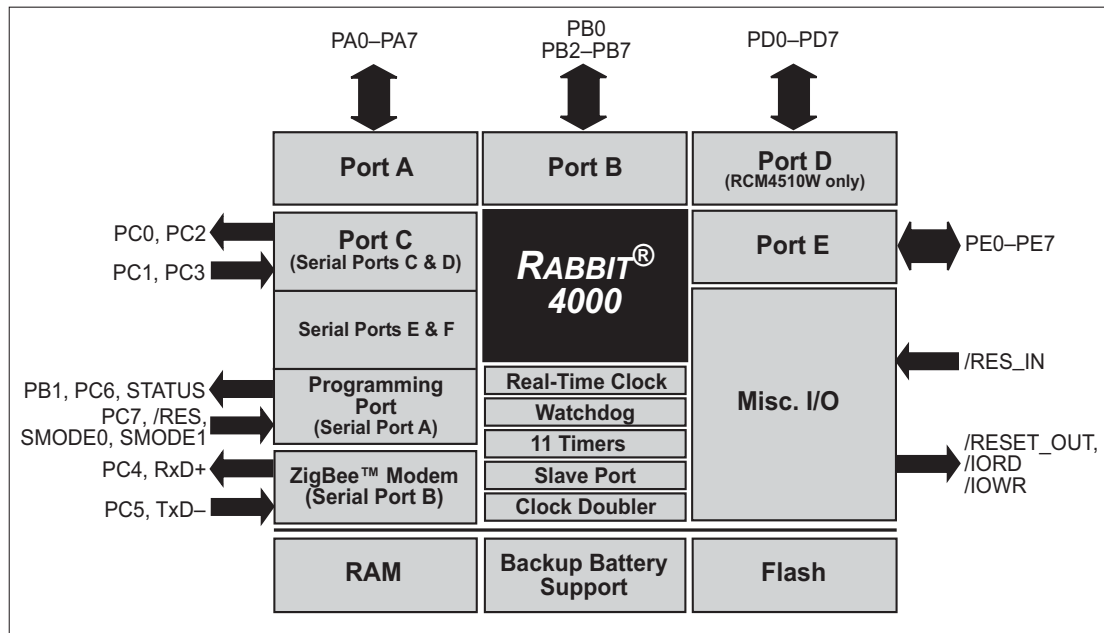 PA0–PA7
PB0
PB2–PB7
PD0–PD7
Port A
Port B
Port D
(RCM4510W only)
PC0, PC2
PC1, PC3
Port C
(Serial Ports C & D)
RABBIT®
4000
Port E
PE0–PE7
Serial Ports E & F
PB1, PC6, STATUS
PC7, /RES,
SMODE0, SMODE1
Programming
Port
(Serial Port A)
Real-Time Clock
Watchdog
11 Timers
Slave Port
Clock Doubler
Misc. I/O
/RES_IN
/RESET_OUT,
/IORD
/IOWR
PC4, RxD+
PC5, TxD–
ZigBee™ Modem
(Serial Port B)
RAM
Backup Battery
Support
Flash